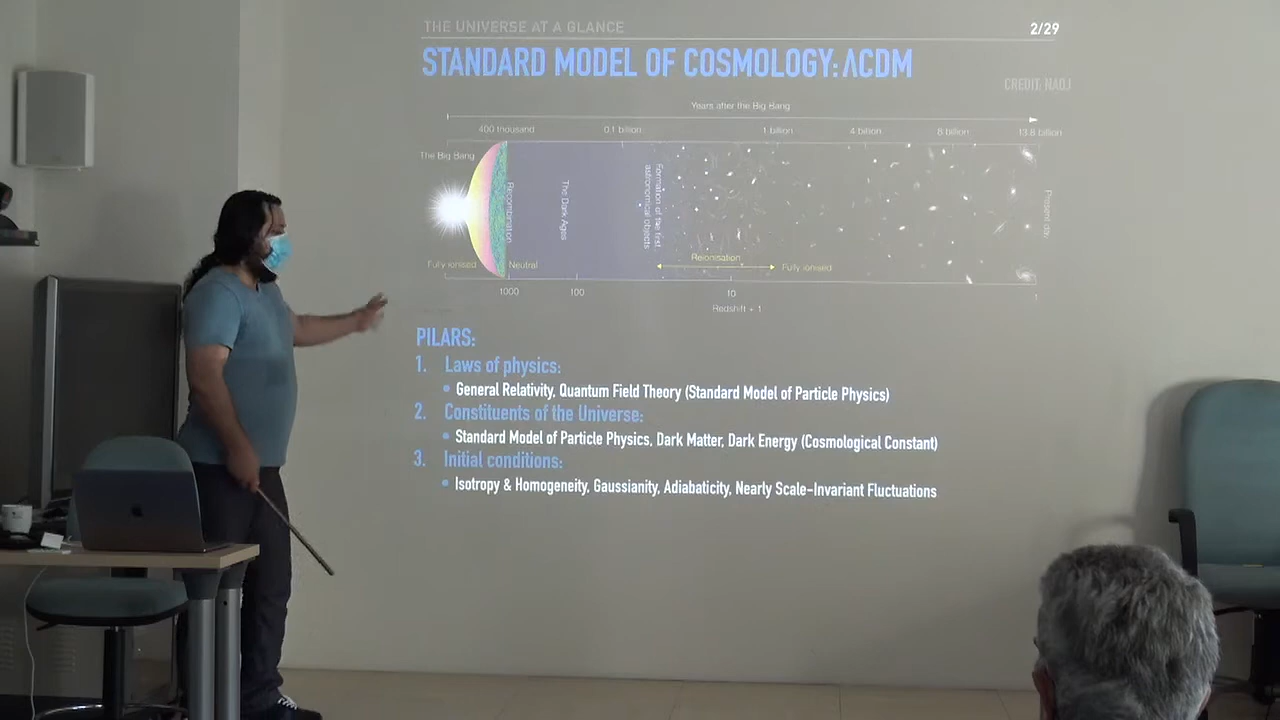 THE UNIVERSE AT A GLANCE
2/29
STANDARD MODEL OF COSMOLOGY: ΛCDM
CREDIT: NAOJ
Years after the Big Bang
400 thousand 0.1 billion 1 billion 4 billion 8 billion 13.8 billion
The Big Bang
Recombination
The Dark Ages
Formation of the first
astronomical objects
Present day
Fully ionised
Neutral
Reionisation
Fully ionised
1000 100 10 1
Redshift + 1
PILARS:
1. Laws of physics:
• General Relativity, Quantum Field Theory (Standard Model of Particle Physics)
2. Constituents of the Universe:
• Standard Model of Particle Physics, Dark Matter, Dark Energy (Cosmological Constant)
3. Initial conditions:
• Isotropy & Homogeneity, Gaussianity, Adiabaticity, Nearly Scale-Invariant Fluctuations